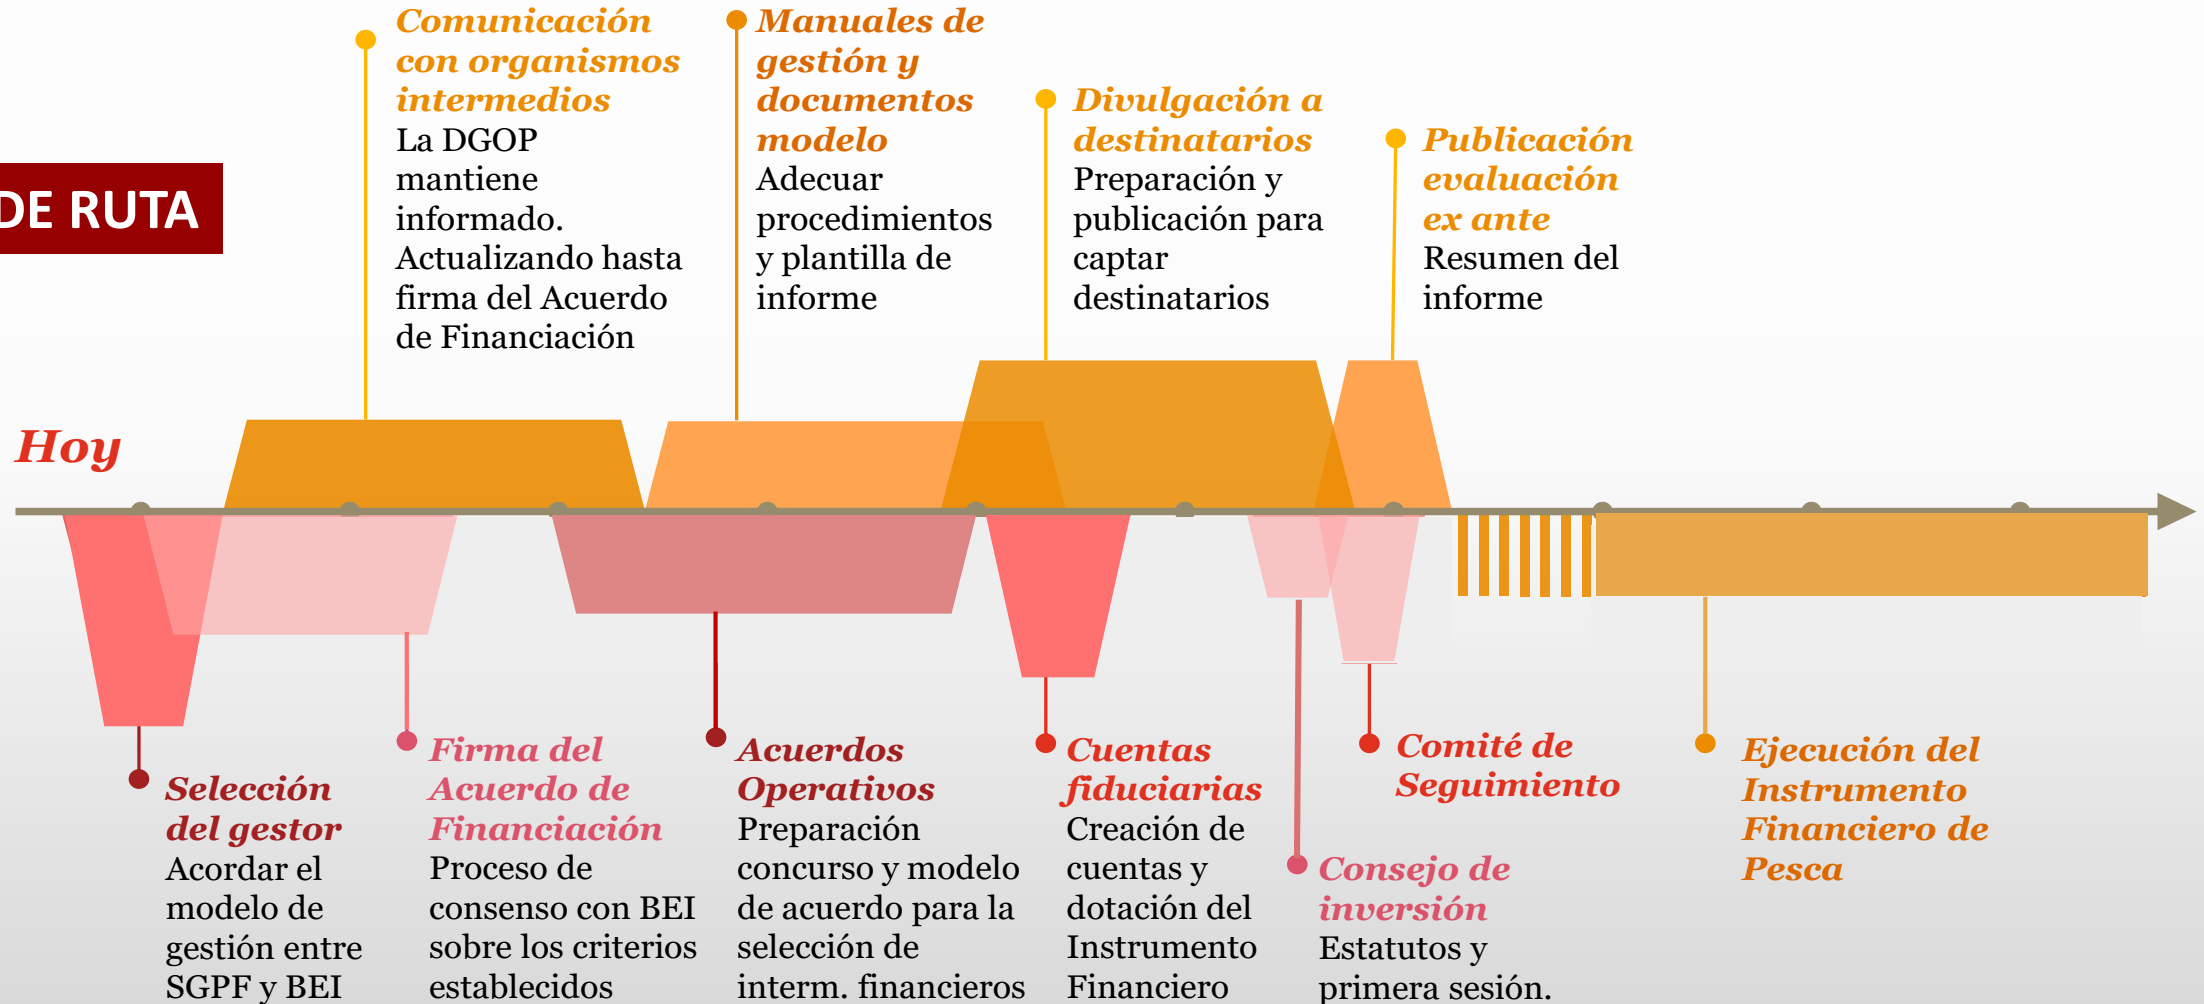 DE RUTA
Comunicación
con organismos
intermedios
La DGOP
mantiene
informado.
Actualizando hasta
firma del Acuerdo
de Financiación
Manuales de
gestión y
documentos
modelo
Adecuar
procedimientos
y plantilla de
informe
Divulgación a
destinatarios
Preparación y
publicación para
captar
destinatarios
Publicación
evaluación
ex ante
Resumen del
informe
Hoy
Selección
del gestor
Acordar el
modelo de
gestión entre
SGPF y BEI
Firma del
Acuerdo de
Financiación
Proceso de
consenso con BEI
sobre los criterios
establecidos
Acuerdos
Operativos
Preparación
concurso y modelo
de acuerdo para la
selección de
interm. financieros
Cuentas
fiduciarias
Creación de
cuentas y
dotación del
Instrumento
Financiero
Consejo de
inversión
Estatutos y
primera sesión.
Comité de
Seguimiento
Ejecución del
Instrumento
Financiero de
Pesca